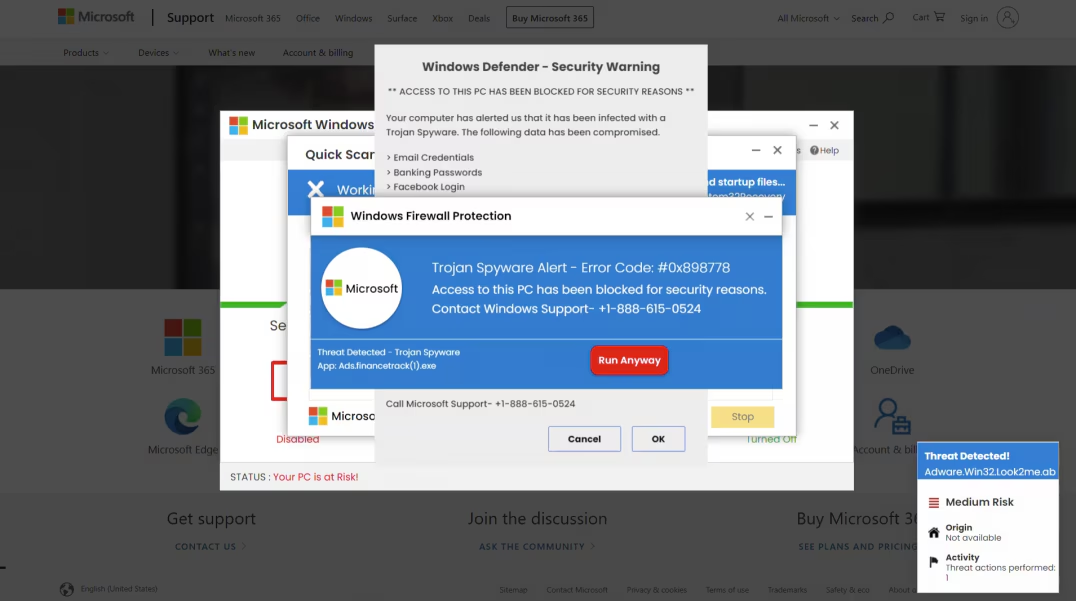 Microsoft
Support
Microsoft 365
Office
Windows
Surface
Xbox
Deals
Buy Microsoft 365
All Microsoft
Search
Cart
Sign in
Products
Devices
What's new
Account & billing
Windows Defender - Security Warning
** ACCESS TO THIS PC HAS BEEN BLOCKED FOR SECURITY REASONS **
Your computer has alerted us that it has been infected with a
Trojan Spyware. The following data has been compromised.
> Email Credentials
> Banking Passwords
> Facebook Login
Microsoft Windows
Help
Quick Scan
d startup files...
Windows Firewall Protection
Microsoft
Trojan Spyware Alert - Error Code: #0x898778
Access to this PC has been blocked for security reasons.
Contact Windows Support- +1-888-615-0524
Threat Detected - Trojan Spyware
App: Ads.financetrack(1).exe
Run Anyway
Se
Microso
Call Microsoft Support- +1-888-615-0524
Stop
Cancel
OK
Disabled
Turned Off
STATUS : Your PC is at Risk!
Microsoft 365
OneDrive
Microsoft Edge
Account & b
Threat Detected!
Adware.Win32.Look2me.ab
Medium Risk
Origin
Not available
Activity
Threat actions performed:
1
Get support
Join the discussion
Buy Microsoft 36
CONTACT US
ASK THE COMMUNITY
SEE PLANS AND PRICING
English (United States)
Sitemap
Contact Microsoft
Privacy & cookies
Terms of use
Trademarks
Safety & eco
About